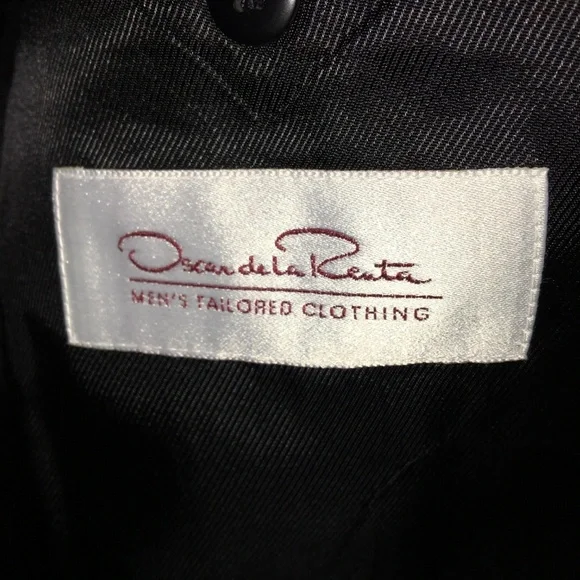 Oscar de la Renta
MEN'S TAILORED CLOTHING